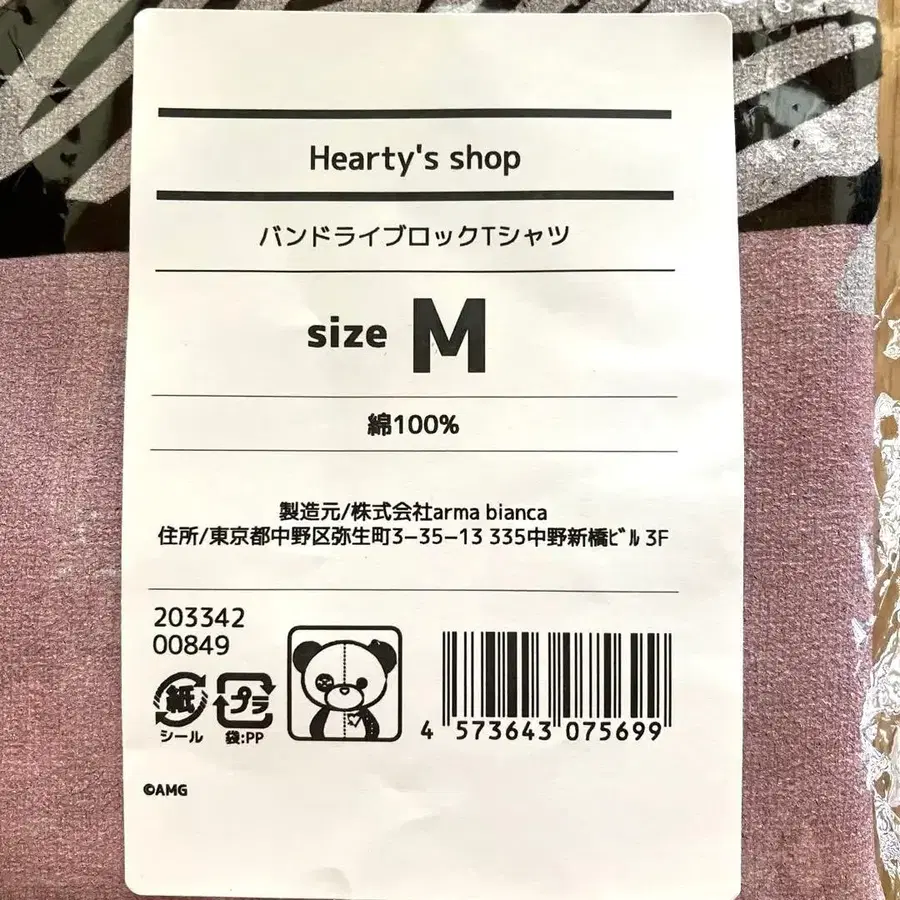 Hearty's shop
バンドライブロックTシャツ
size M
綿100%
製造元/株式会社arma bianca
住所/東京都中野区弥生町3−35−13 335中野新橋ﾋﾞﾙ 3F
203342
00849
紙
プラ
シール
袋:PP
4 573643 075699
©AMG